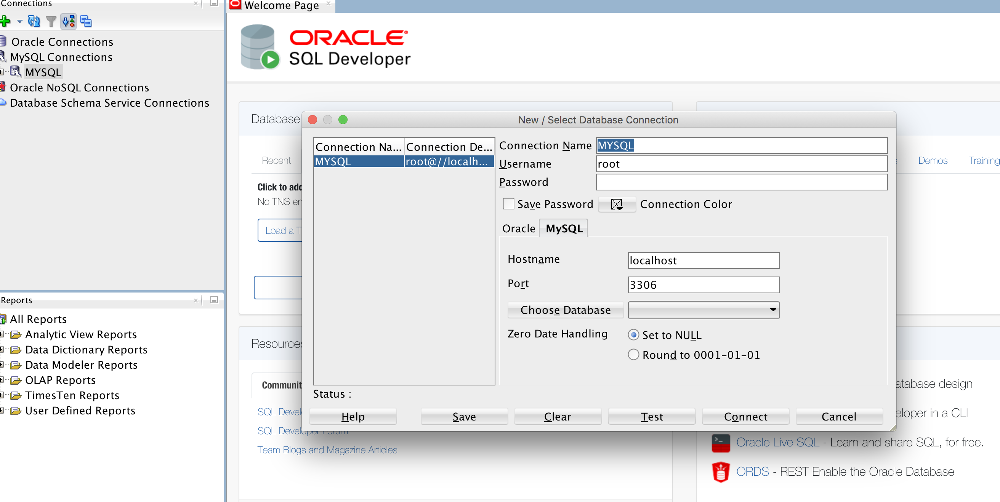 Connections
Oracle Connections
MySQL Connections
MYSQL
Oracle NoSQL Connections
Database Schema Service Connections
Reports
All Reports
Analytic View Reports
Data Dictionary Reports
Data Modeler Reports
OLAP Reports
TimesTen Reports
User Defined Reports
Welcome Page
ORACLE
SQL Developer
Database
Recent
Click to add
No TNS en
Load a T
Demos
Training
Resources
Communit
SQL Devel
SQL Developer Forum
Team Blogs and Magazine Articles
atabase design
eloper in a CLI
Oracle Live SQL - Learn and share SQL, for free.
ORDS - REST Enable the Oracle Database
New / Select Database Connection
Connection Na... Connection De...
MYSQL root@//localh...
Connection Name MYSQL
Username root
Password
Save Password Connection Color
Oracle MySQL
Hostname localhost
Port 3306
Choose Database
Zero Date Handling Set to NULL
Round to 0001-01-01
Status :
Help Save Clear Test Connect Cancel